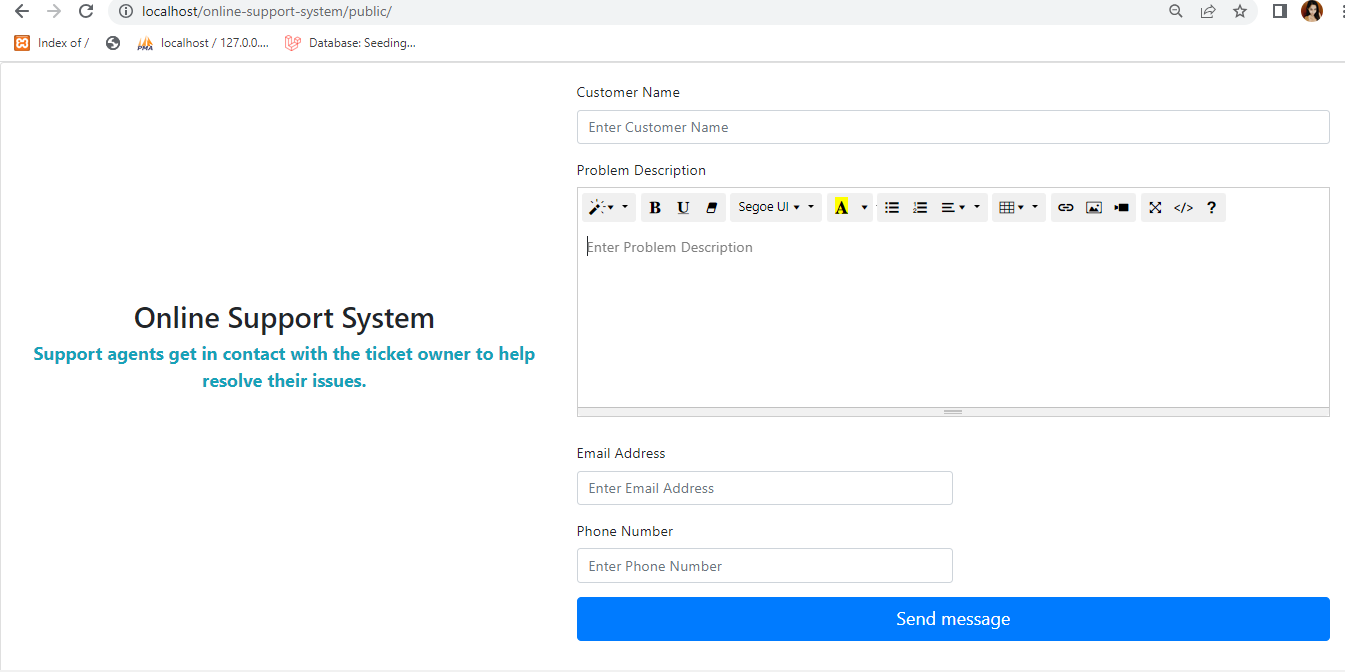 localhost/online-support-system/public/
Index of /
PMA
localhost / 127.0.0....
Database: Seeding...
Customer Name
Enter Customer Name
Problem Description
B U Segoe UI A </> ?
Enter Problem Description
Online Support System
Support agents get in contact with the ticket owner to help
resolve their issues.
Email Address
Enter Email Address
Phone Number
Enter Phone Number
Send message